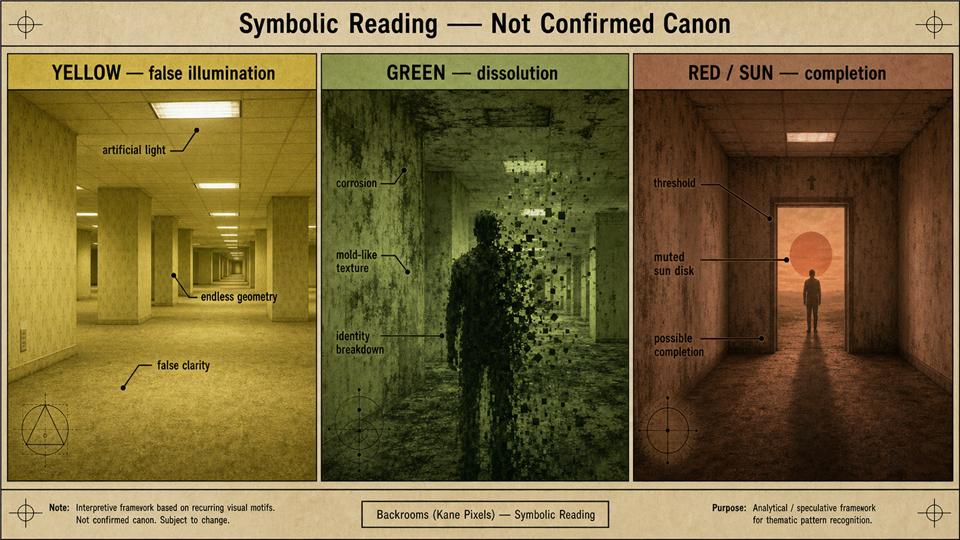 Symbolic Reading — Not Confirmed Canon
YELLOW — false illumination
artificial light
endless geometry
false clarity
GREEN — dissolution
corrosion
mold-like
texture
identity
breakdown
RED / SUN — completion
threshold
muted
sun disk
possible
completion
Note: Interpretive framework based on recurring visual motifs.
Not confirmed canon. Subject to change.
Backrooms (Kane Pixels) — Symbolic Reading
Purpose: Analytical / speculative framework
for thematic pattern recognition.